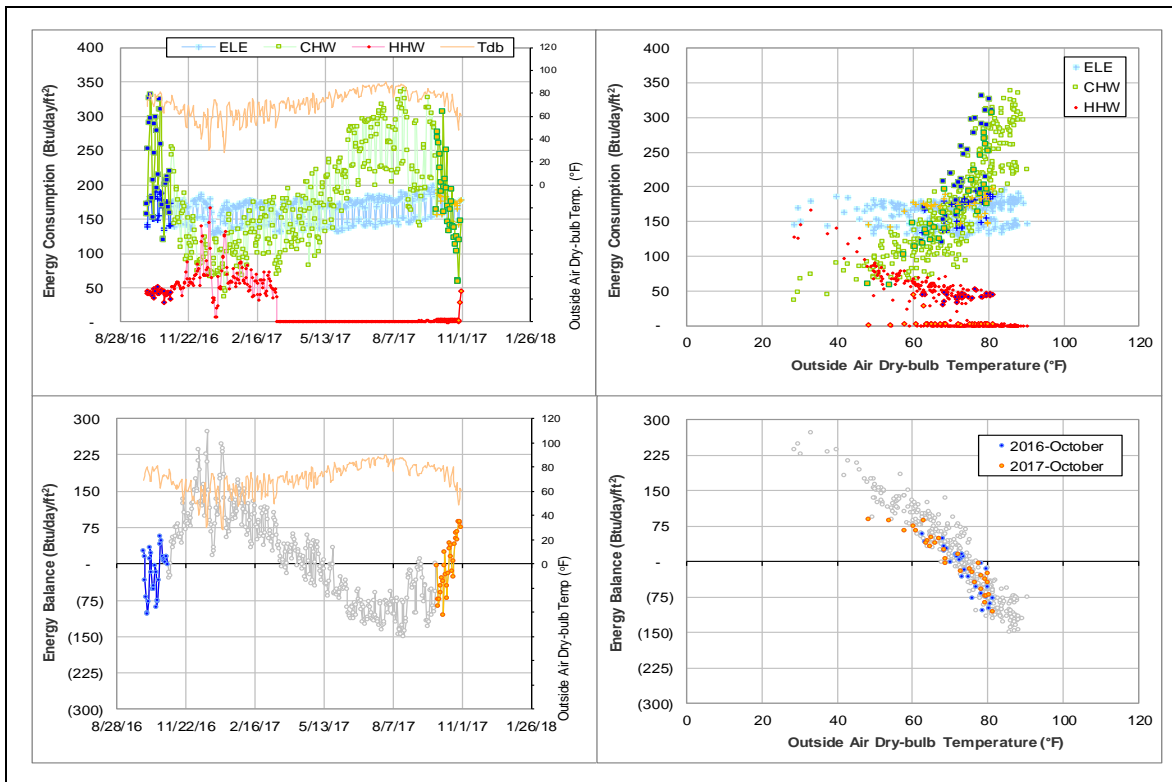 ELE CHW HHW Tdb
Energy Consumption (Btu/day/ft²)
400
350
300
250
200
150
100
50
-
120
100
80
60
40
20
0
Outside Air Dry-bulb Temp. (°F)
8/28/16 11/22/16 2/16/17 5/13/17 8/7/17 11/1/17 1/26/18
ELE
CHW
HHW
Energy Consumption (Btu/day/ft²)
400
350
300
250
200
150
100
50
-
0 20 40 60 80 100 120
Outside Air Dry-bulb Temperature (°F)
Energy Balance (Btu/day/ft²)
300
225
150
75
-
(75)
(150)
(225)
(300)
120
100
80
60
40
20
0
Outside Air Dry-bulb Temp (°F)
8/28/16 11/22/16 2/16/17 5/13/17 8/7/17 11/1/17 1/26/18
2016-October
2017-October
Energy Balance (Btu/day/ft²)
300
225
150
75
-
(75)
(150)
(225)
(300)
0 20 40 60 80 100 120
Outside Air Dry-bulb Temperature (°F)